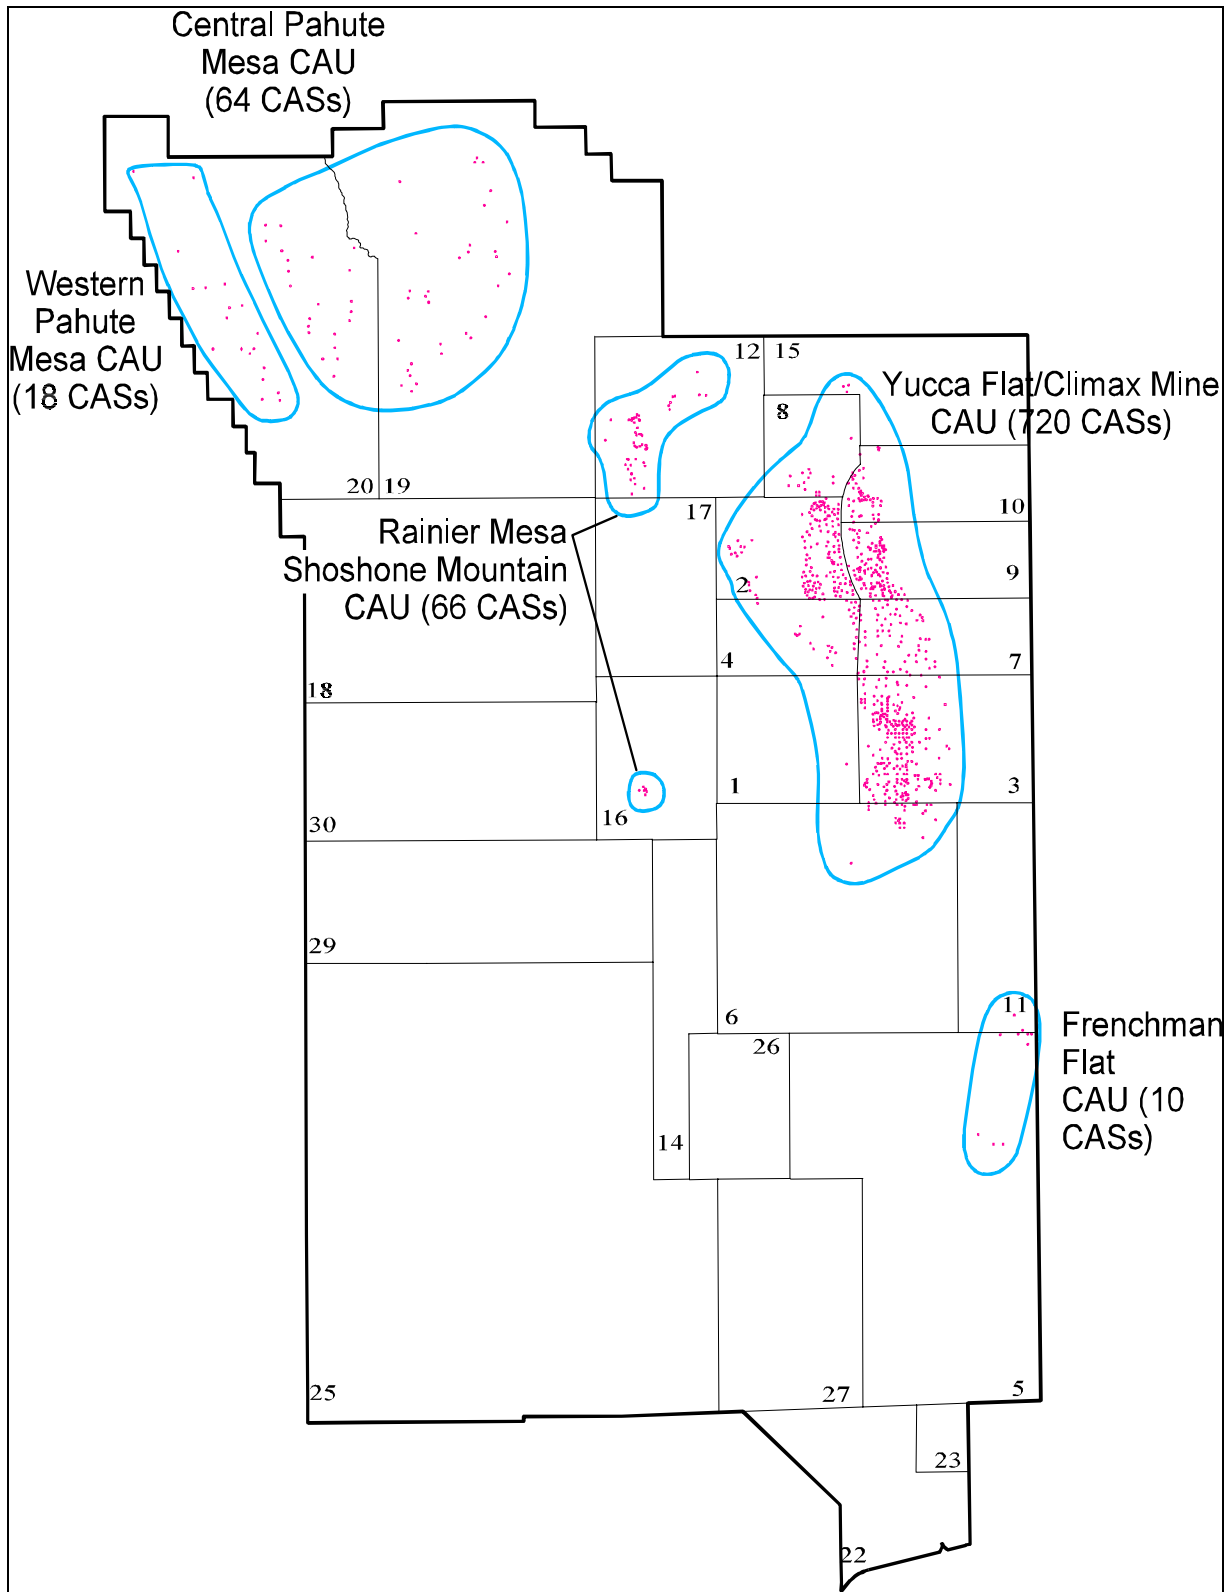 Central Pahute
Mesa CAU
(64 CASs)
Western
Pahute
Mesa CAU
(18 CASs)
12
15
Yucca Flat/Climax Mine
CAU (720 CASs)
8
20
19
17
10
Rainier Mesa
Shoshone Mountain
CAU (66 CASs)
2
9
4
7
18
1
3
16
30
29
11
6
Frenchman
Flat
CAU (10
CASs)
26
14
25
27
5
23
22